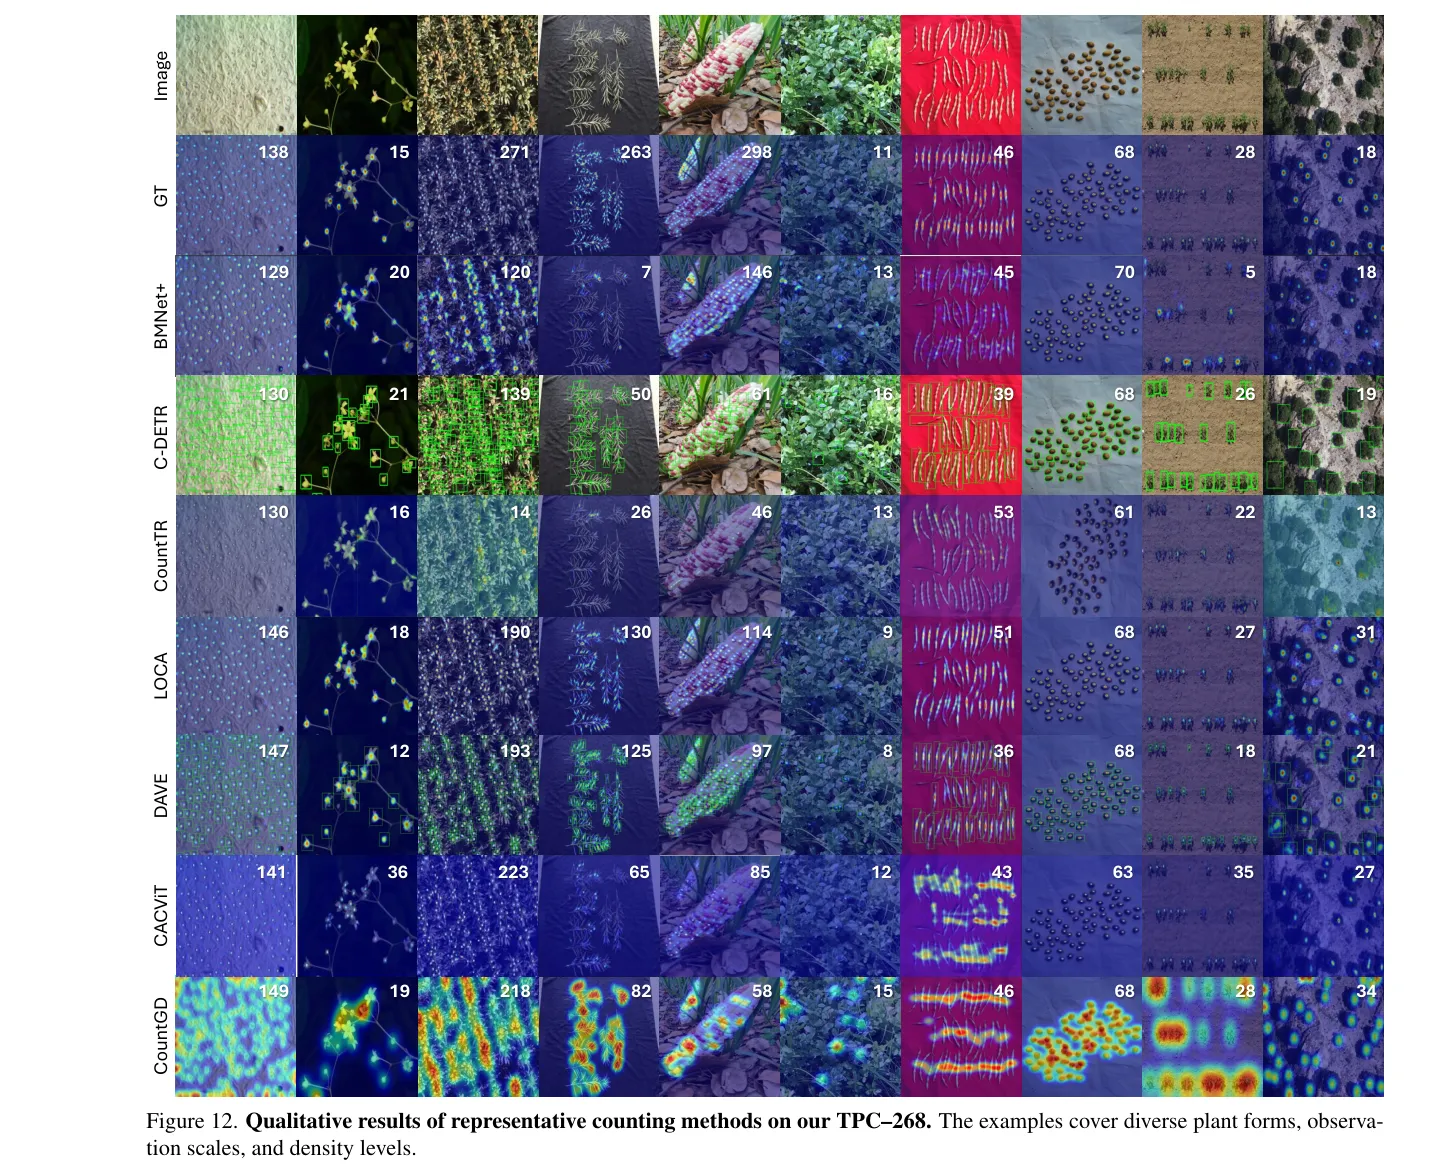 Image
GT 138 15 271 263 298 11 46 68 28 18
BMNet+ 129 20 120 7 146 13 45 70 5 18
C-DETR 130 21 139 50 61 16 39 68 26 19
CountTR 130 16 14 26 46 13 53 61 22 13
LOCA 146 18 190 130 114 9 51 68 27 31
DAVE 147 12 193 125 97 8 36 68 18 21
CACViT 141 36 223 65 85 12 43 63 35 27
CountGD 149 19 218 82 58 15 46 68 28 34
Figure 12. Qualitative results of representative counting methods on our TPC–268. The examples cover diverse plant forms, observa-
tion scales, and density levels.